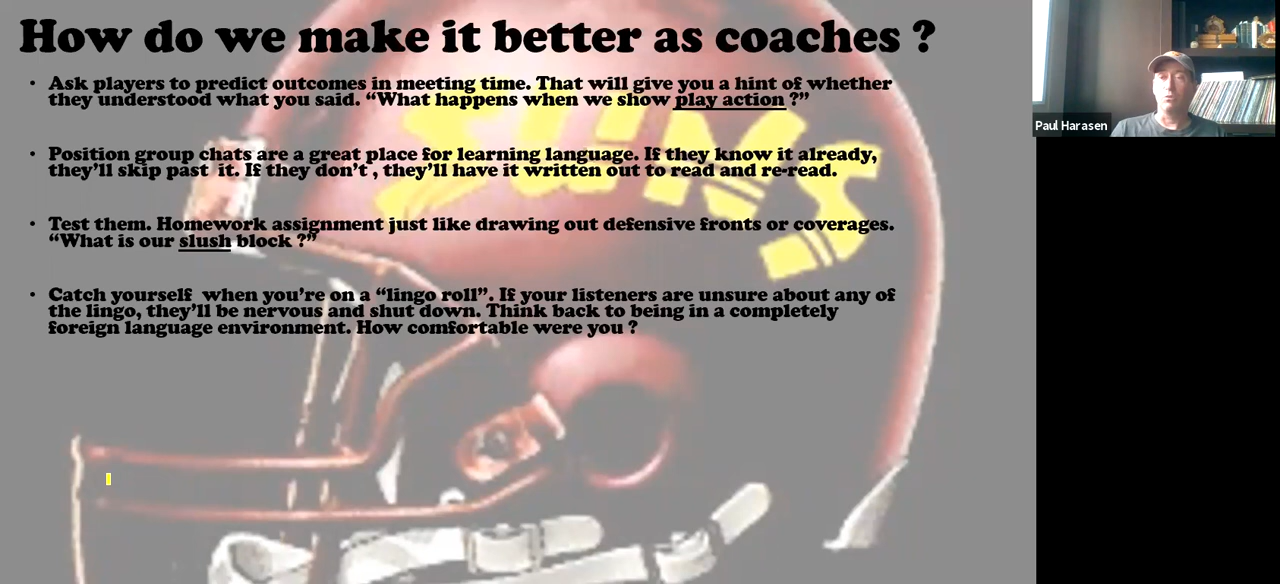 How do we make it better as coaches ?
• Ask players to predict outcomes in meeting time. That will give you a hint of whether
they understood what you said. “What happens when we show play action ?”
• Position group chats are a great place for learning language. If they know it already,
they’ll skip past it. If they don’t , they’ll have it written out to read and re-read.
• Test them. Homework assignment just like drawing out defensive fronts or coverages.
“What is our slush block ?”
• Catch yourself when you’re on a “lingo roll”. If your listeners are unsure about any of
the lingo, they’ll be nervous and shut down. Think back to being in a completely
foreign language environment. How comfortable were you ?
SUNS
Paul Harasen